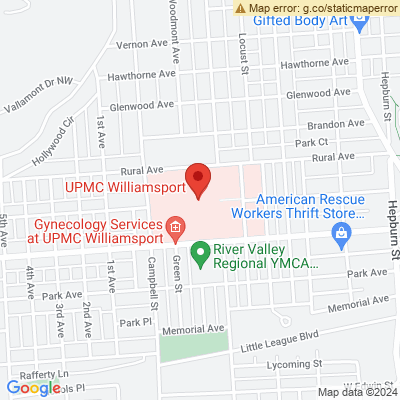 Map error: g.co/staticmaperror
Gifted Body Art
Woodmont Ave
Vernon Ave
Locust St
Hawthorne Ave
Hawthorne Ave
Vallamont Dr NW
Glenwood Ave
Glenwood Ave
Hepburn St
1st Ave
Hollywood Cir
Brandon Ave
Park Ct
Rural Ave
Rural Ave
UPMC Williamsport
American Rescue
Workers Thrift Store...
Gynecology Services
at UPMC Williamsport
5th Ave
Hepburn St
River Valley
Regional YMCA...
4th Ave
1st Ave
Campbell St
Green St
Park Ave
Park Ave
3rd Ave
2nd Ave
Memorial Ave
Park Pl
Memorial Ave
Little League Blvd
Rafferty Ln
Lycoming St
Google
ols Pl
W Edwin St
Map data ©2024